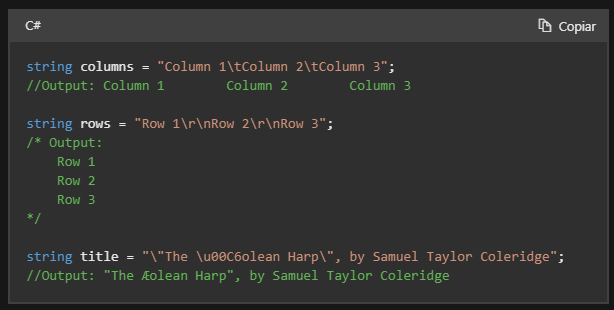 C#
Copiar
string columns = "Column 1\tColumn 2\tColumn 3";
//Output: Column 1        Column 2        Column 3
string rows = "Row 1\r\nRow 2\r\nRow 3";
/* Output:
    Row 1
    Row 2
    Row 3
*/
string title = "\"The \u00C6olean Harp\", by Samuel Taylor Coleridge";
//Output: "The Æolean Harp", by Samuel Taylor Coleridge